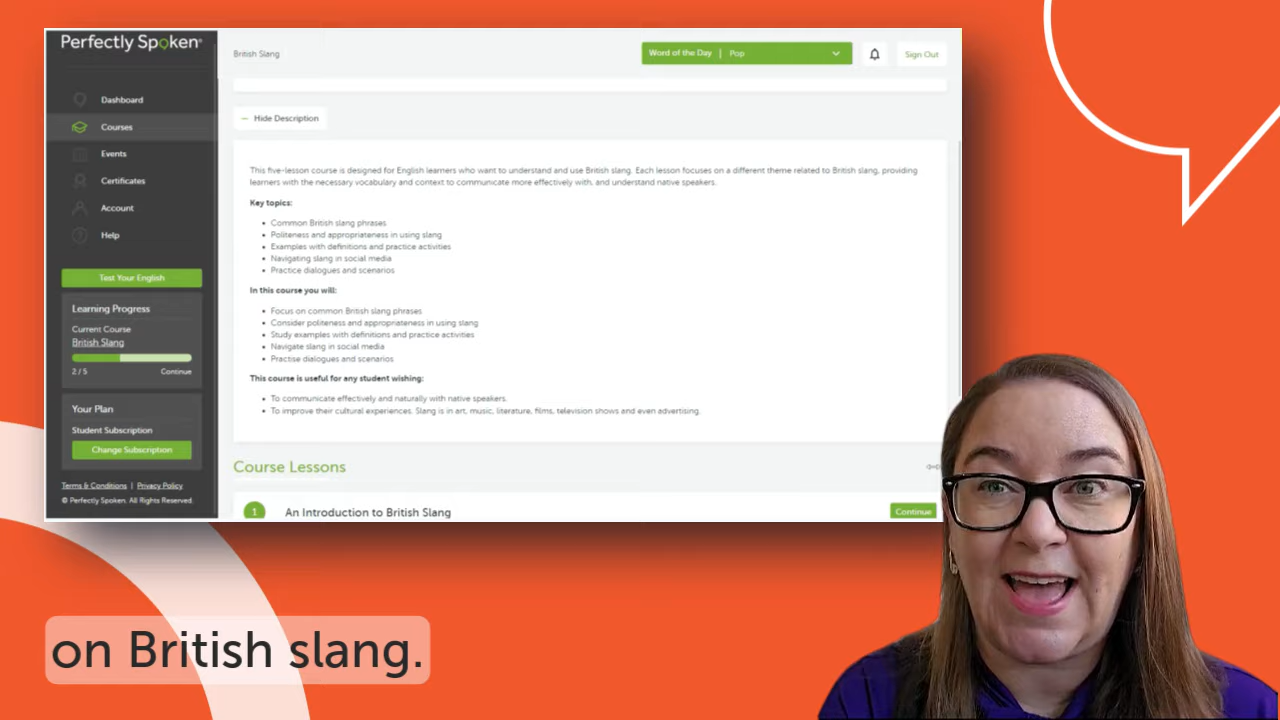 Perfectly Spoken®
British Slang
Word of the Day | Pop
Sign Out
Dashboard
Courses
Events
Certificates
Account
Help
Test Your English
Learning Progress
Current Course
British Slang
2 / 5
Continue
Your Plan
Student Subscription
Change Subscription
Terms & Conditions | Privacy Policy
© Perfectly Spoken. All Rights Reserved.
— Hide Description
This five-lesson course is designed for English learners who want to understand and use British slang. Each lesson focuses on a different theme related to British slang, providing
learners with the necessary vocabulary and context to communicate more effectively with, and understand native speakers.
Key topics:
• Common British slang phrases
• Politeness and appropriateness in using slang
• Examples with definitions and practice activities
• Navigating slang in social media
• Practice dialogues and scenarios
In this course you will:
• Focus on common British slang phrases
• Consider politeness and appropriateness in using slang
• Study examples with definitions and practice activities
• Navigate slang in social media
• Practise dialogues and scenarios
This course is useful for any student wishing:
• To communicate effectively and naturally with native speakers.
• To improve their cultural experiences. Slang is in art, music, literature, films, television shows and even advertising.
Course Lessons
1 An Introduction to British Slang
Continue
on British slang.